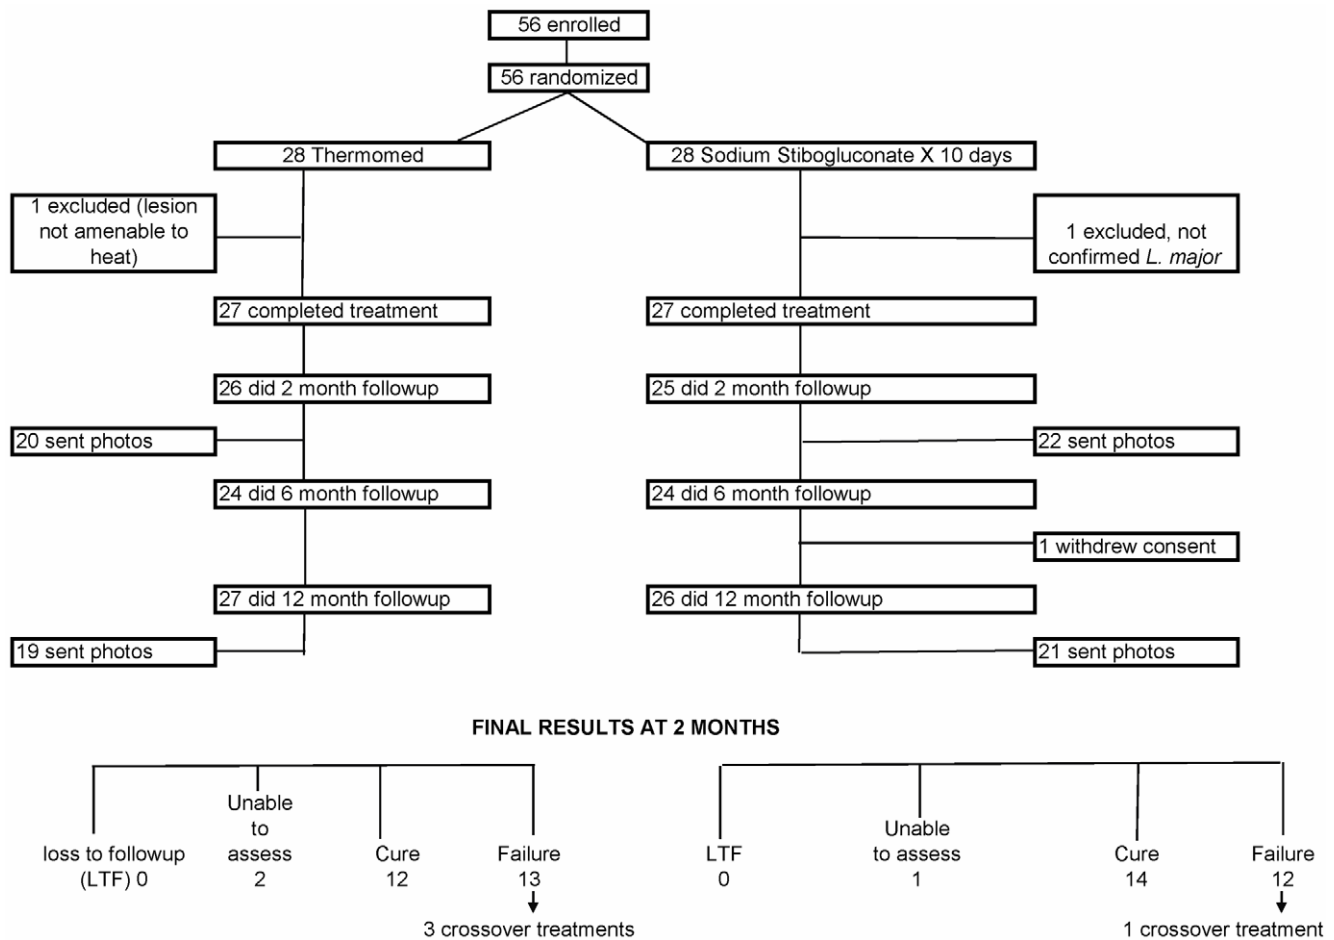 56 enrolled
56 randomized
28 Thermomed
28 Sodium Stibogluconate X 10 days
1 excluded (lesion
not amenable to
heat)
1 excluded, not
confirmed L. major
27 completed treatment
27 completed treatment
26 did 2 month followup
25 did 2 month followup
20 sent photos
22 sent photos
24 did 6 month followup
24 did 6 month followup
1 withdrew consent
27 did 12 month followup
26 did 12 month followup
19 sent photos
21 sent photos
FINAL RESULTS AT 2 MONTHS
loss to followup
(LTF) 0
Unable
to
assess
2
Cure
12
Failure
13
3 crossover treatments
LTF
0
Unable
to assess
1
Cure
14
Failure
12
1 crossover treatment